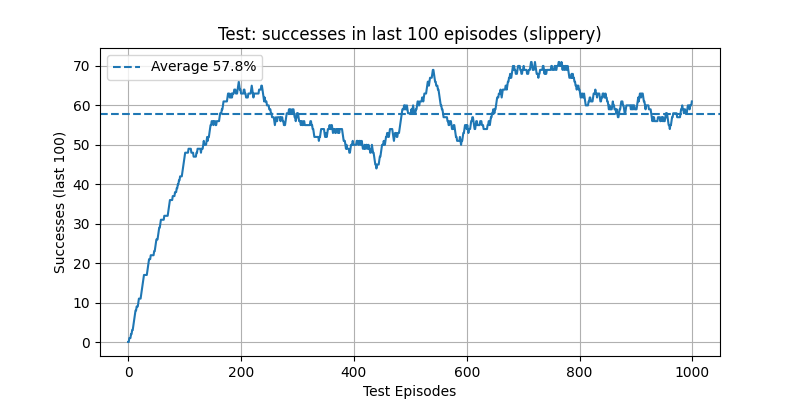 Test: successes in last 100 episodes (slippery)
Average 57.8%
Successes (last 100)
70
60
50
40
30
20
10
0
0 200 400 600 800 1000
Test Episodes